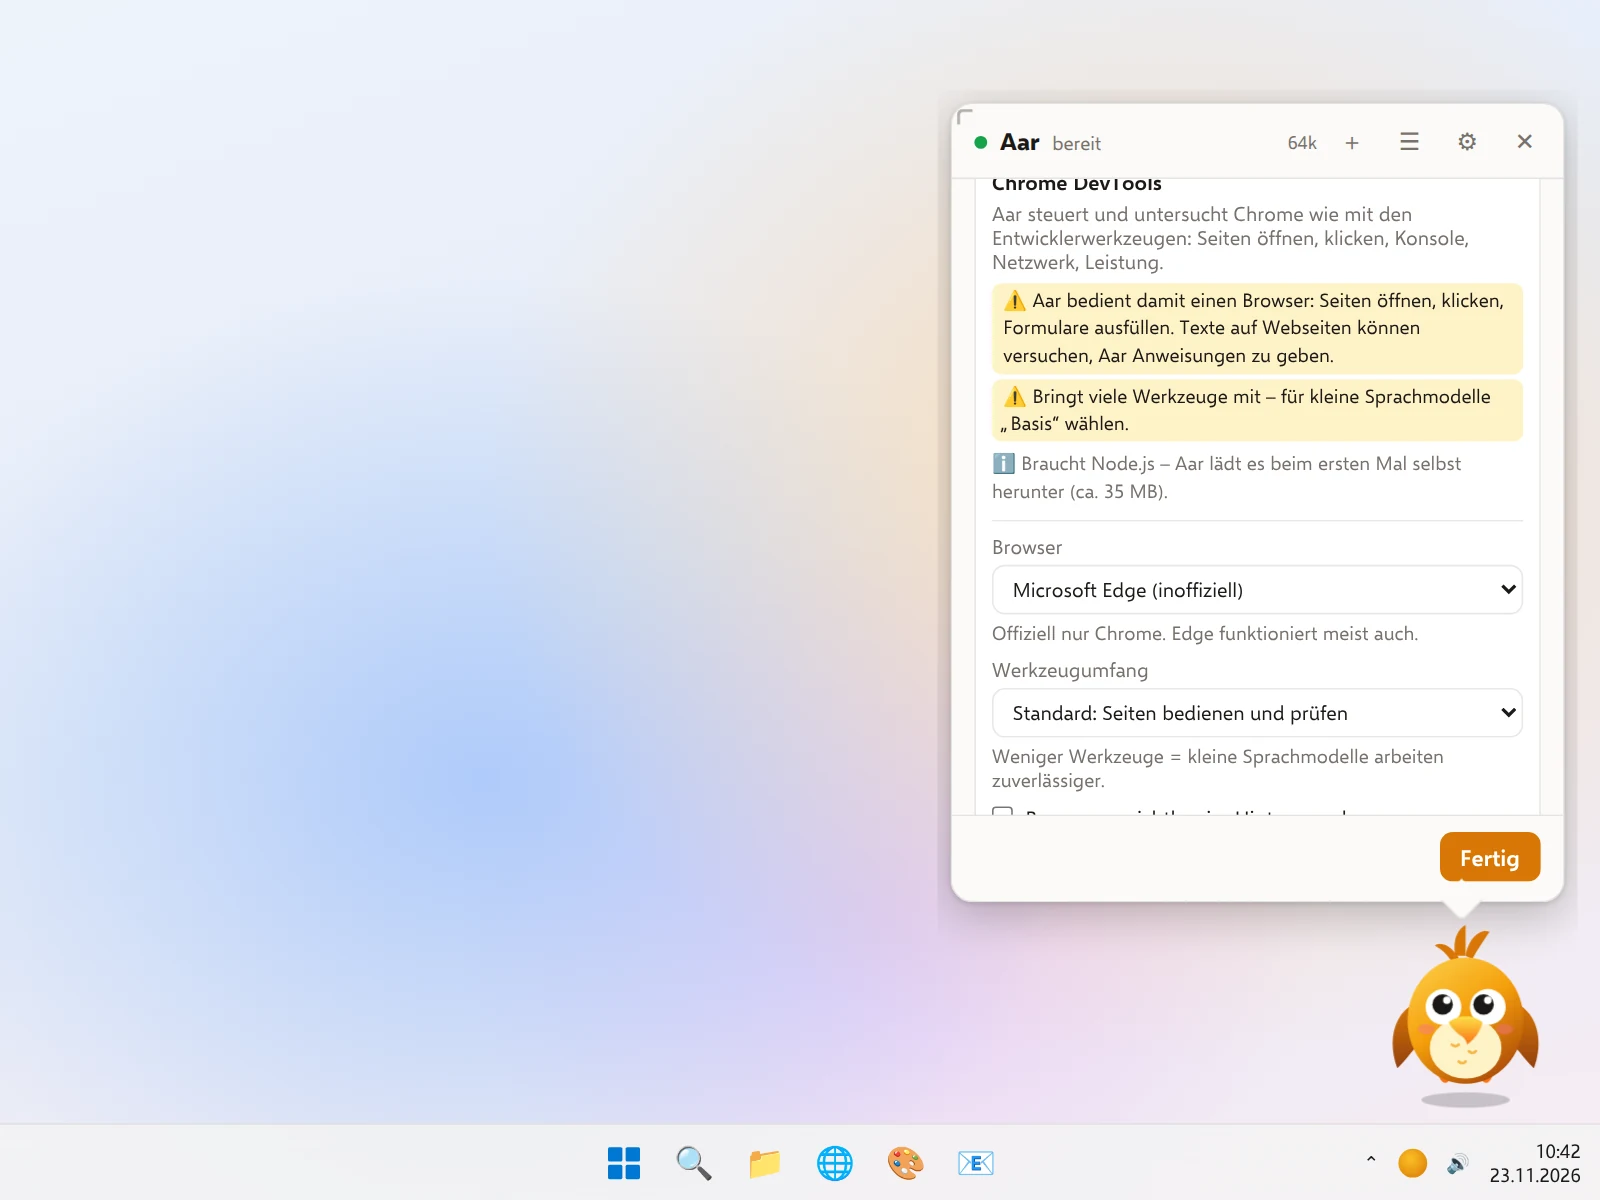 Aar bereit 64k
Chrome DevTools
Aar steuert und untersucht Chrome wie mit den
Entwicklerwerkzeugen: Seiten öffnen, klicken, Konsole,
Netzwerk, Leistung.
⚠️ Aar bedient damit einen Browser: Seiten öffnen, klicken,
Formulare ausfüllen. Texte auf Webseiten können
versuchen, Aar Anweisungen zu geben.
⚠️ Bringt viele Werkzeuge mit – für kleine Sprachmodelle
„Basis“ wählen.
ℹ️ Braucht Node.js – Aar lädt es beim ersten Mal selbst
herunter (ca. 35 MB).
Browser
Microsoft Edge (inoffiziell)
Offiziell nur Chrome. Edge funktioniert meist auch.
Werkzeugumfang
Standard: Seiten bedienen und prüfen
Weniger Werkzeuge = kleine Sprachmodelle arbeiten
zuverlässiger.
Fertig
10:42
23.11.2026